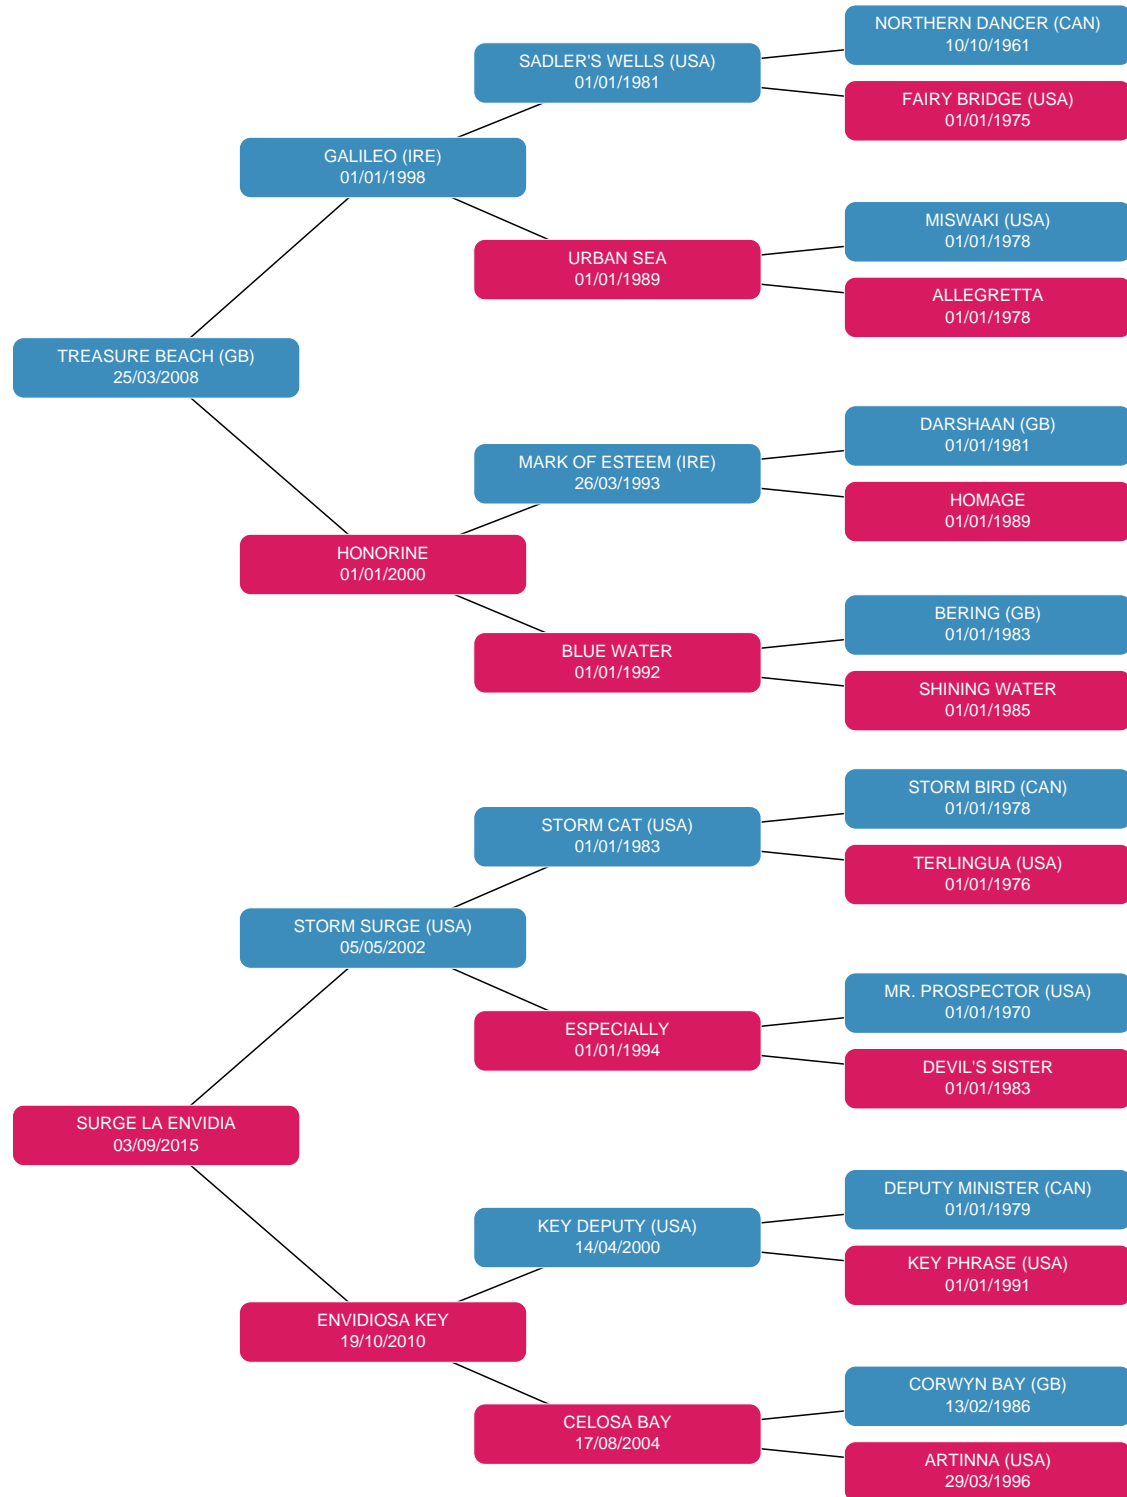 NORTHERN DANCER (CAN)
10/10/1961
SADLER'S WELLS (USA)
01/01/1981
FAIRY BRIDGE (USA)
01/01/1975
GALILEO (IRE)
01/01/1998
MISWAKI (USA)
01/01/1978
URBAN SEA
01/01/1989
ALLEGRETTA
01/01/1978
TREASURE BEACH (GB)
25/03/2008
DARSHAAN (GB)
01/01/1981
MARK OF ESTEEM (IRE)
26/03/1993
HOMAGE
01/01/1989
HONORINE
01/01/2000
BERING (GB)
01/01/1983
BLUE WATER
01/01/1992
SHINING WATER
01/01/1985
STORM BIRD (CAN)
01/01/1978
STORM CAT (USA)
01/01/1983
TERLINGUA (USA)
01/01/1976
STORM SURGE (USA)
05/05/2002
MR. PROSPECTOR (USA)
01/01/1970
ESPECIALLY
01/01/1994
DEVIL'S SISTER
01/01/1983
SURGE LA ENVIDIA
03/09/2015
DEPUTY MINISTER (CAN)
01/01/1979
KEY DEPUTY (USA)
14/04/2000
KEY PHRASE (USA)
01/01/1991
ENVIDIOSA KEY
19/10/2010
CORWYN BAY (GB)
13/02/1986
CELOSA BAY
17/08/2004
ARTINNA (USA)
29/03/1996